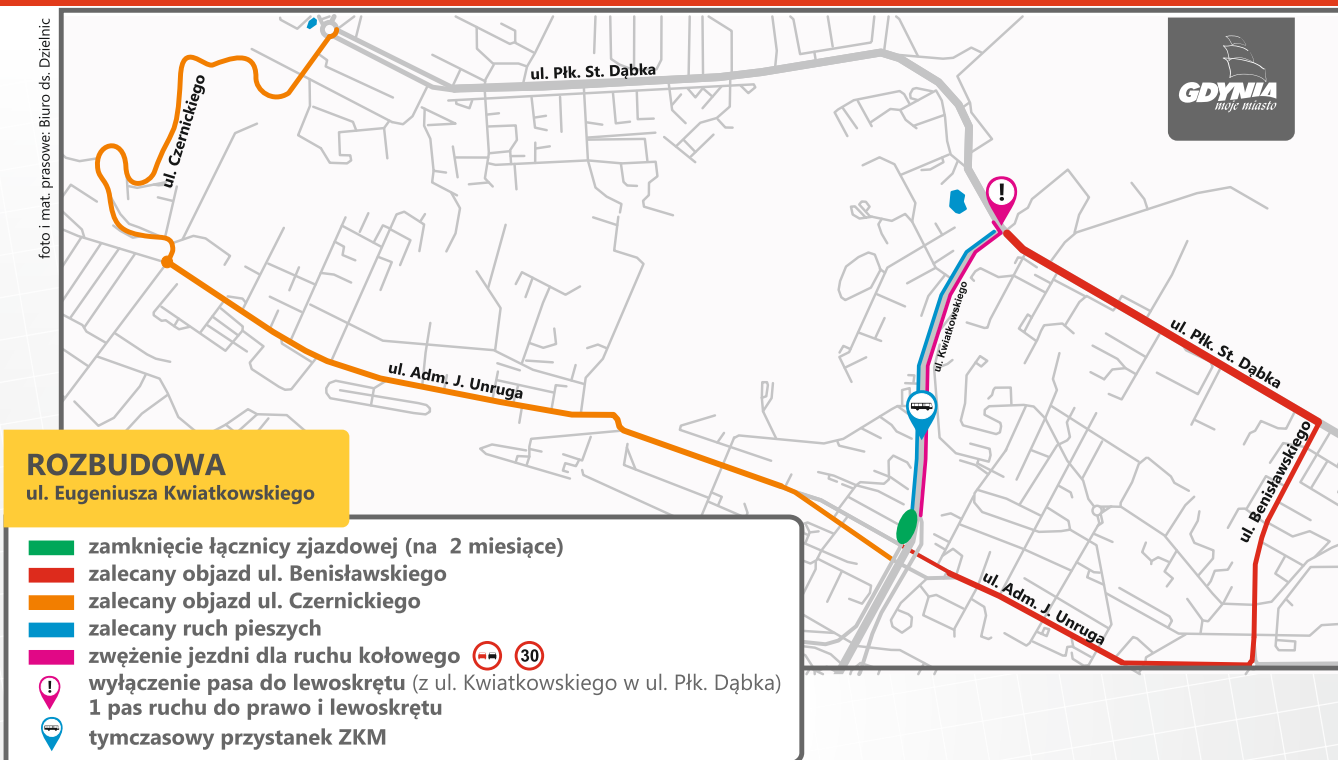 foto i mat. prasowe: Biuro ds. Dzielnic
ul. Płk. St. Dąbka
GDYNIA
moje miasto
ul. Czernickiego
!
ul. Kwiatkowskiego
ul. Płk. St. Dąbka
ul. Adm. J. Unruga
ul. Benisławskiego
ul. Adm. J. Unruga
ROZBUDOWA
ul. Eugeniusza Kwiatkowskiego
zamknięcie łącznicy zjazdowej (na 2 miesiące)
zalecany objazd ul. Benisławskiego
zalecany objazd ul. Czernickiego
zalecany ruch pieszych
zwężenie jezdni dla ruchu kołowego 30
! wyłączenie pasa do lewoskrętu (z ul. Kwiatkowskiego w ul. Płk. Dąbka)
1 pas ruchu do prawo i lewoskrętu
tymczasowy przystanek ZKM